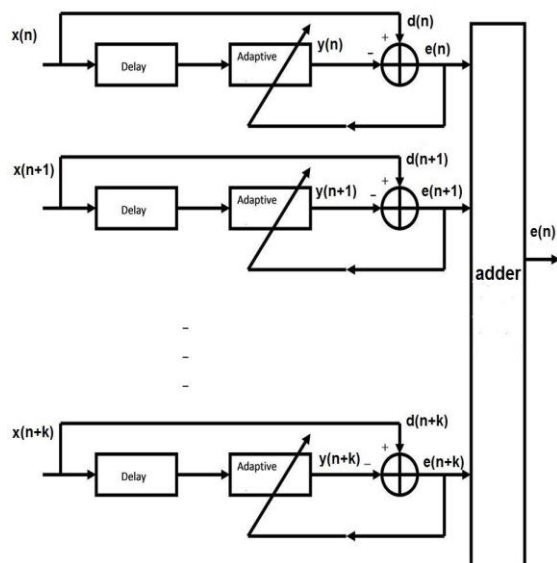 d(n)
x(n)
+
y(n)
e(n)
Delay
Adaptive
–
d(n+1)
x(n+1)
+
y(n+1)
e(n+1)
Delay
Adaptive
–
e(n)
adder
–
–
–
d(n+k)
x(n+k)
+
y(n+k)
–
e(n+k)
Delay
Adaptive